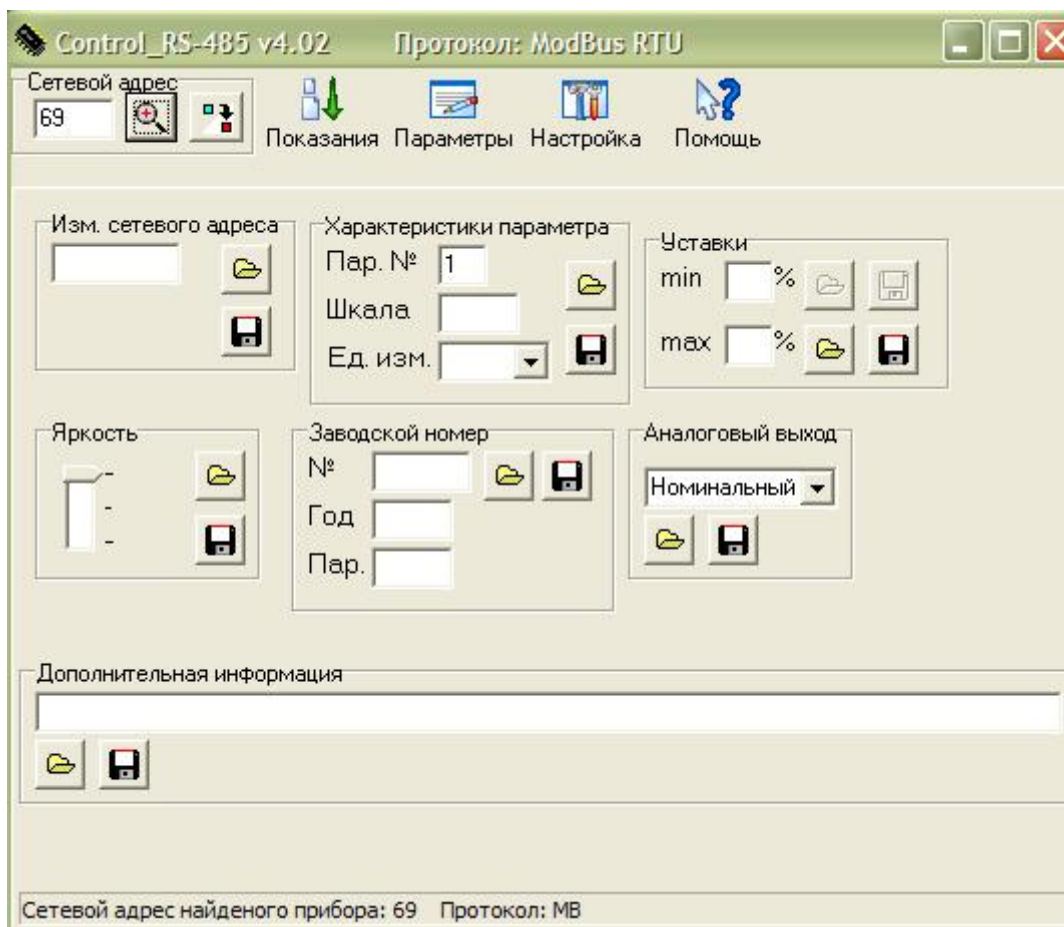 Control_RS-485 v4.02 Протокол: ModBus RTU
Сетевой адрес
69
Показания Параметры Настройка Помощь
Изм. сетевого адреса
Характеристики параметра
Пар. № 1
Шкала
Ед. изм.
Уставки
min %
max %
Яркость
Заводской номер
№
Год
Пар.
Аналоговый выход
Номинальный
Дополнительная информация
Сетевой адрес найденого прибора: 69 Протокол: MB